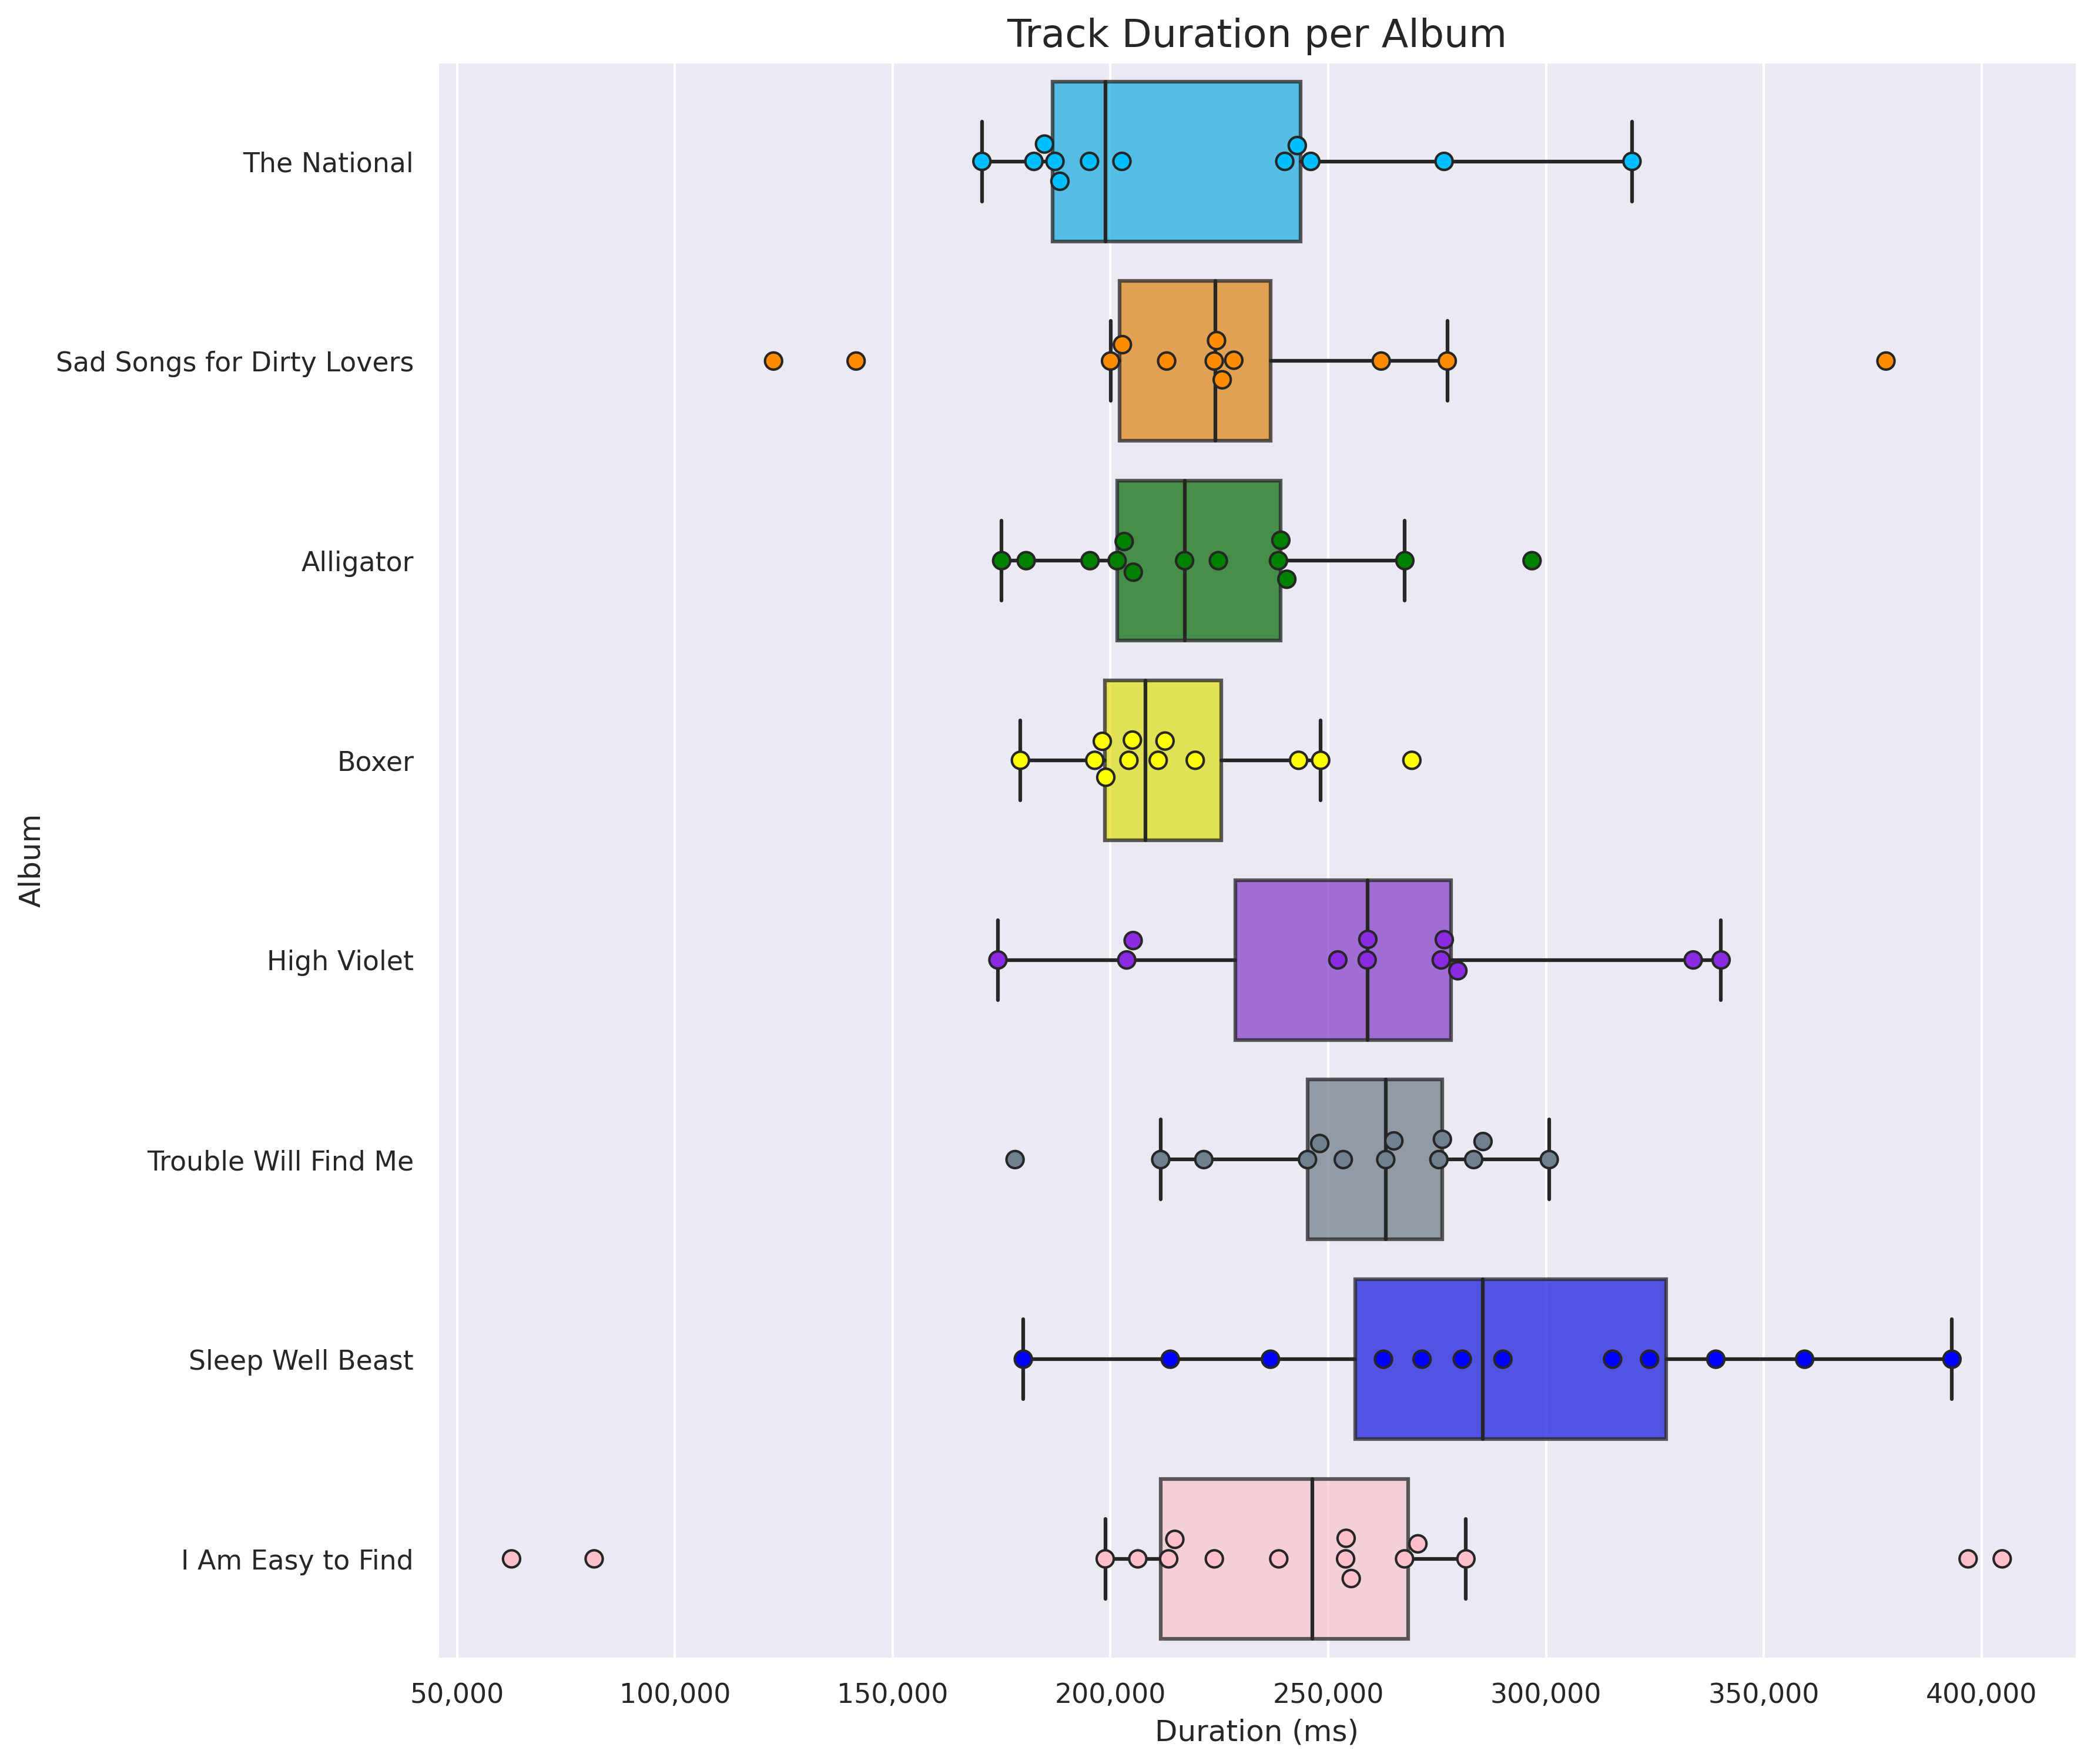 Track Duration per Album
The National
Sad Songs for Dirty Lovers
Alligator
Boxer
High Violet
Trouble Will Find Me
Sleep Well Beast
I Am Easy to Find
Album
50,000 100,000 150,000 200,000 250,000 300,000 350,000 400,000
Duration (ms)